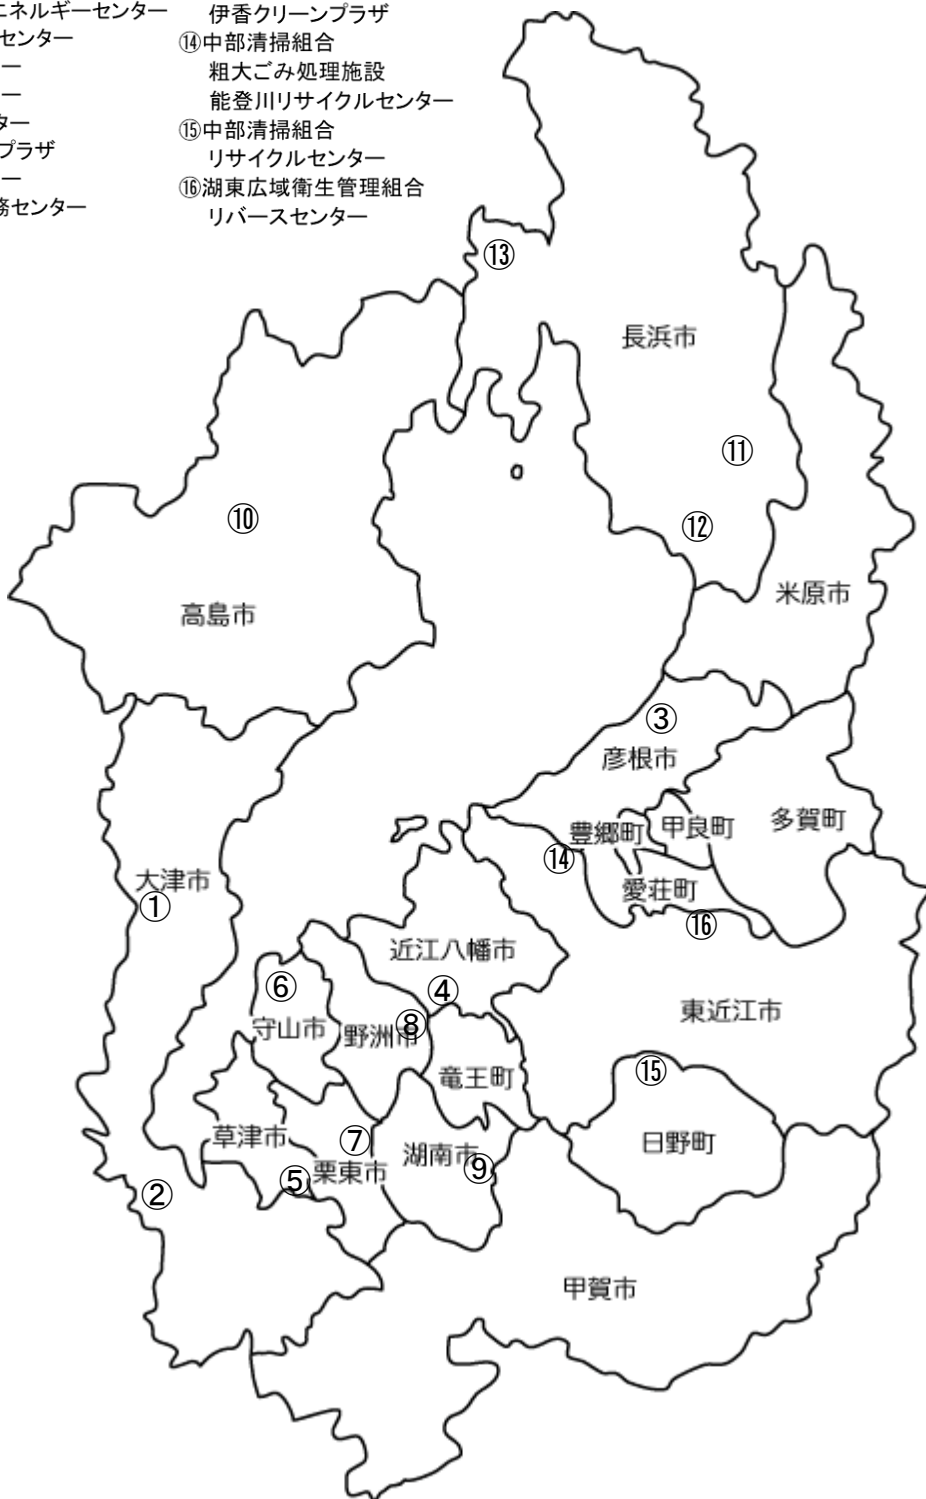 エネルギーセンター
センター
ー
ー
ター
プラザ
ー
務センター
伊香クリーンプラザ
⑭中部清掃組合
粗大ごみ処理施設
能登川リサイクルセンター
⑮中部清掃組合
リサイクルセンター
⑯湖東広域衛生管理組合
リバースセンター
⑬
長浜市
⑪
⑩
⑫
米原市
高島市
③
彦根市
豊郷町
甲良町
多賀町
⑭
大津市
愛荘町
①
⑯
近江八幡市
⑥
④
東近江市
守山市
野洲市
⑧
竜王町
⑮
草津市
⑦
日野町
湖南市
栗東市
⑨
⑤
②
甲賀市